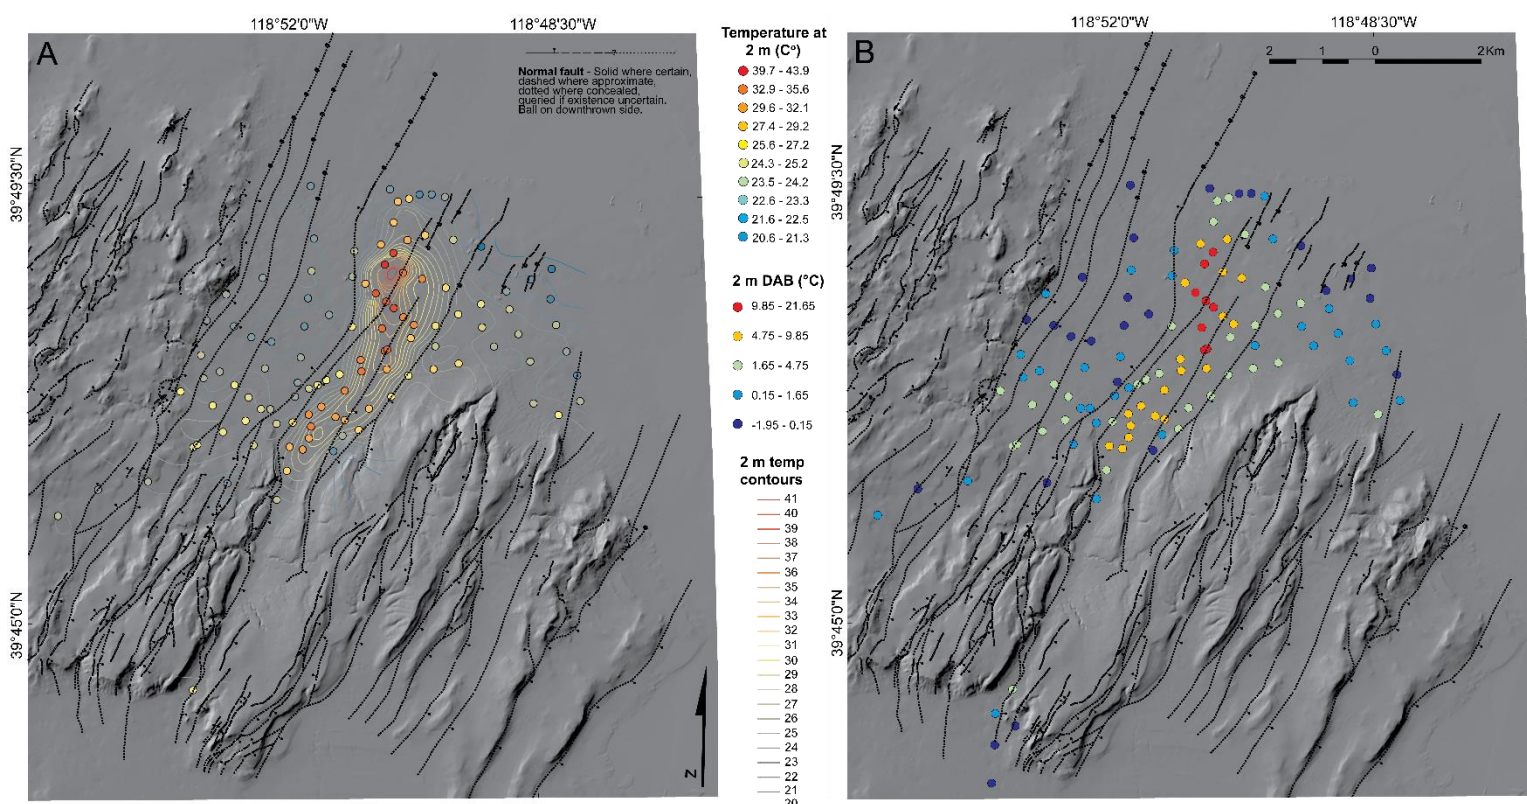 118°52'0"W
118°48'30"W
A
Normal fault - Solid where certain,
dashed where approximate,
dotted where concealed,
queried if existence uncertain.
Ball on downthrown side.
39°49'30"N
39°45'0"N
N
Temperature at
2 m (C°)
39.7 - 43.9
32.9 - 35.6
29.6 - 32.1
27.4 - 29.2
25.6 - 27.2
24.3 - 25.2
23.5 - 24.2
22.6 - 23.3
21.6 - 22.5
20.6 - 21.3
2 m DAB (°C)
9.85 - 21.65
4.75 - 9.85
1.65 - 4.75
0.15 - 1.65
-1.95 - 0.15
2 m temp
contours
41
40
39
38
37
36
35
34
33
32
31
30
29
28
27
26
25
24
23
22
21
20
118°52'0"W
118°48'30"W
B
2 1 0 2 Km
39°49'30"N
39°45'0"N